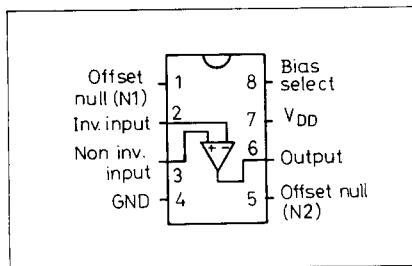 Offset
null (N1)
1
Inv. input
2
Non inv.
input
3
GND
4
+ −
8
Bias
select
7
VDD
6
Output
5
Offset null
(N2)